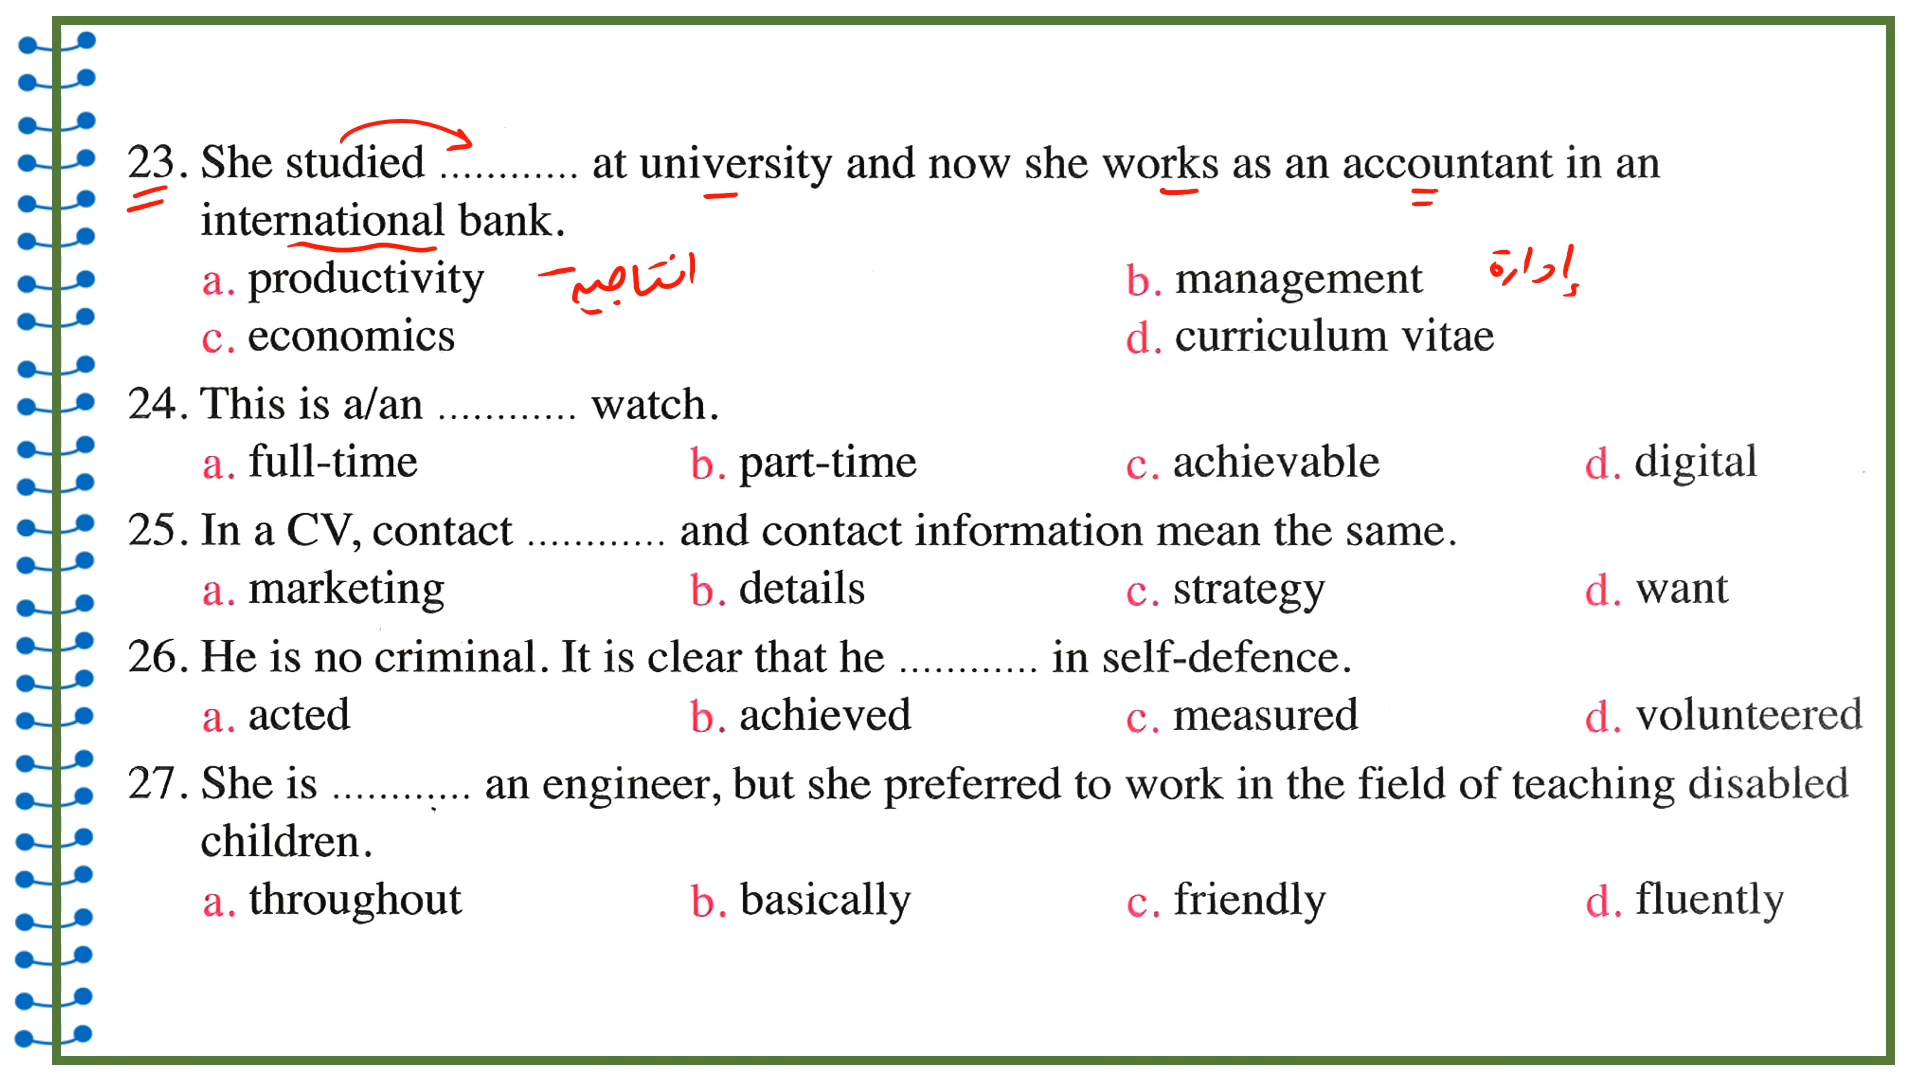 23. She studied ............ at university and now she works as an accountant in an
international bank.
a. productivity انتاجية b. management إدارة
c. economics d. curriculum vitae
24. This is a/an ............ watch.
a. full-time b. part-time c. achievable d. digital
25. In a CV, contact ............ and contact information mean the same.
a. marketing b. details c. strategy d. want
26. He is no criminal. It is clear that he ............ in self-defence.
a. acted b. achieved c. measured d. volunteered
27. She is ............ an engineer, but she preferred to work in the field of teaching disabled
children.
a. throughout b. basically c. friendly d. fluently